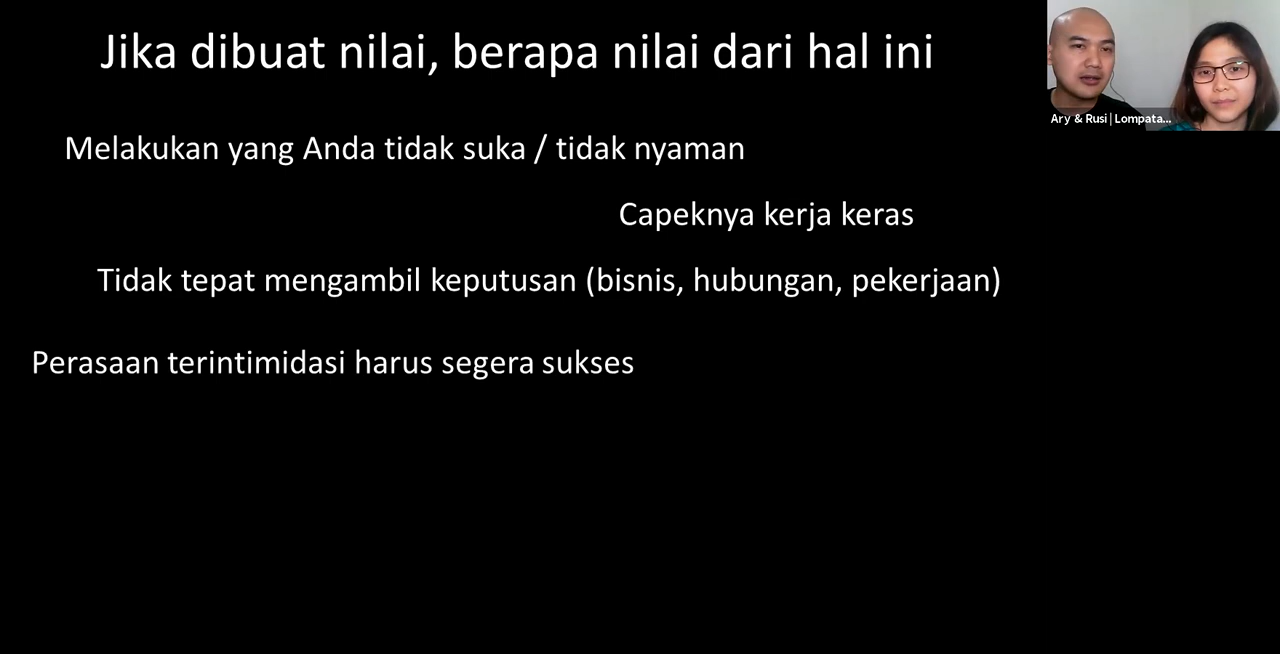 Jika dibuat nilai, berapa nilai dari hal ini
Ary & Rusi | Lompata...
Melakukan yang Anda tidak suka / tidak nyaman
Capeknya kerja keras
Tidak tepat mengambil keputusan (bisnis, hubungan, pekerjaan)
Perasaan terintimidasi harus segera sukses